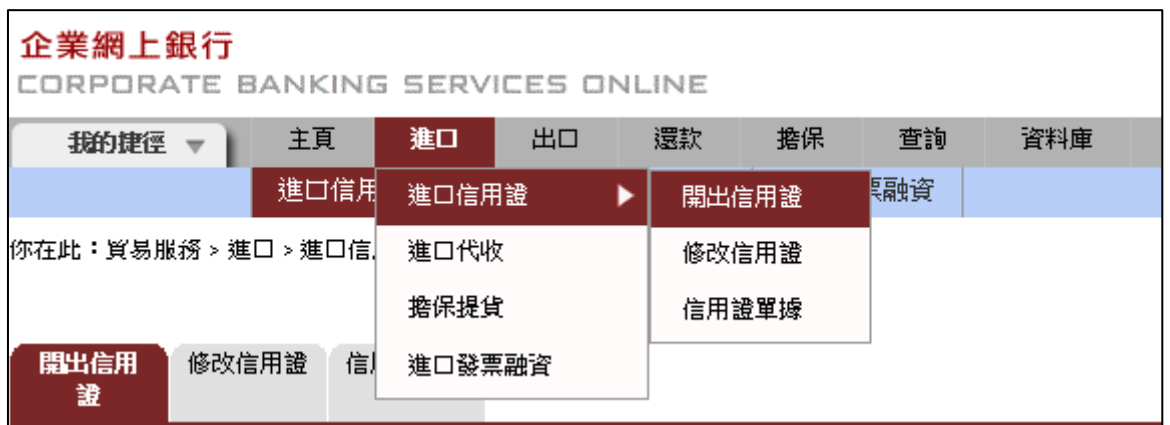 企業網上銀行
CORPORATE BANKING SERVICES ONLINE
我的捷徑 主頁 進口 出口 還款 擔保 查詢 資料庫
進口信用 進口信用證 開出信用證 票融資
你在此：貿易服務 > 進口 > 進口信 進口代收 修改信用證
擔保提貨 信用證單據
開出信用證 修改信用證 信 進口發票融資